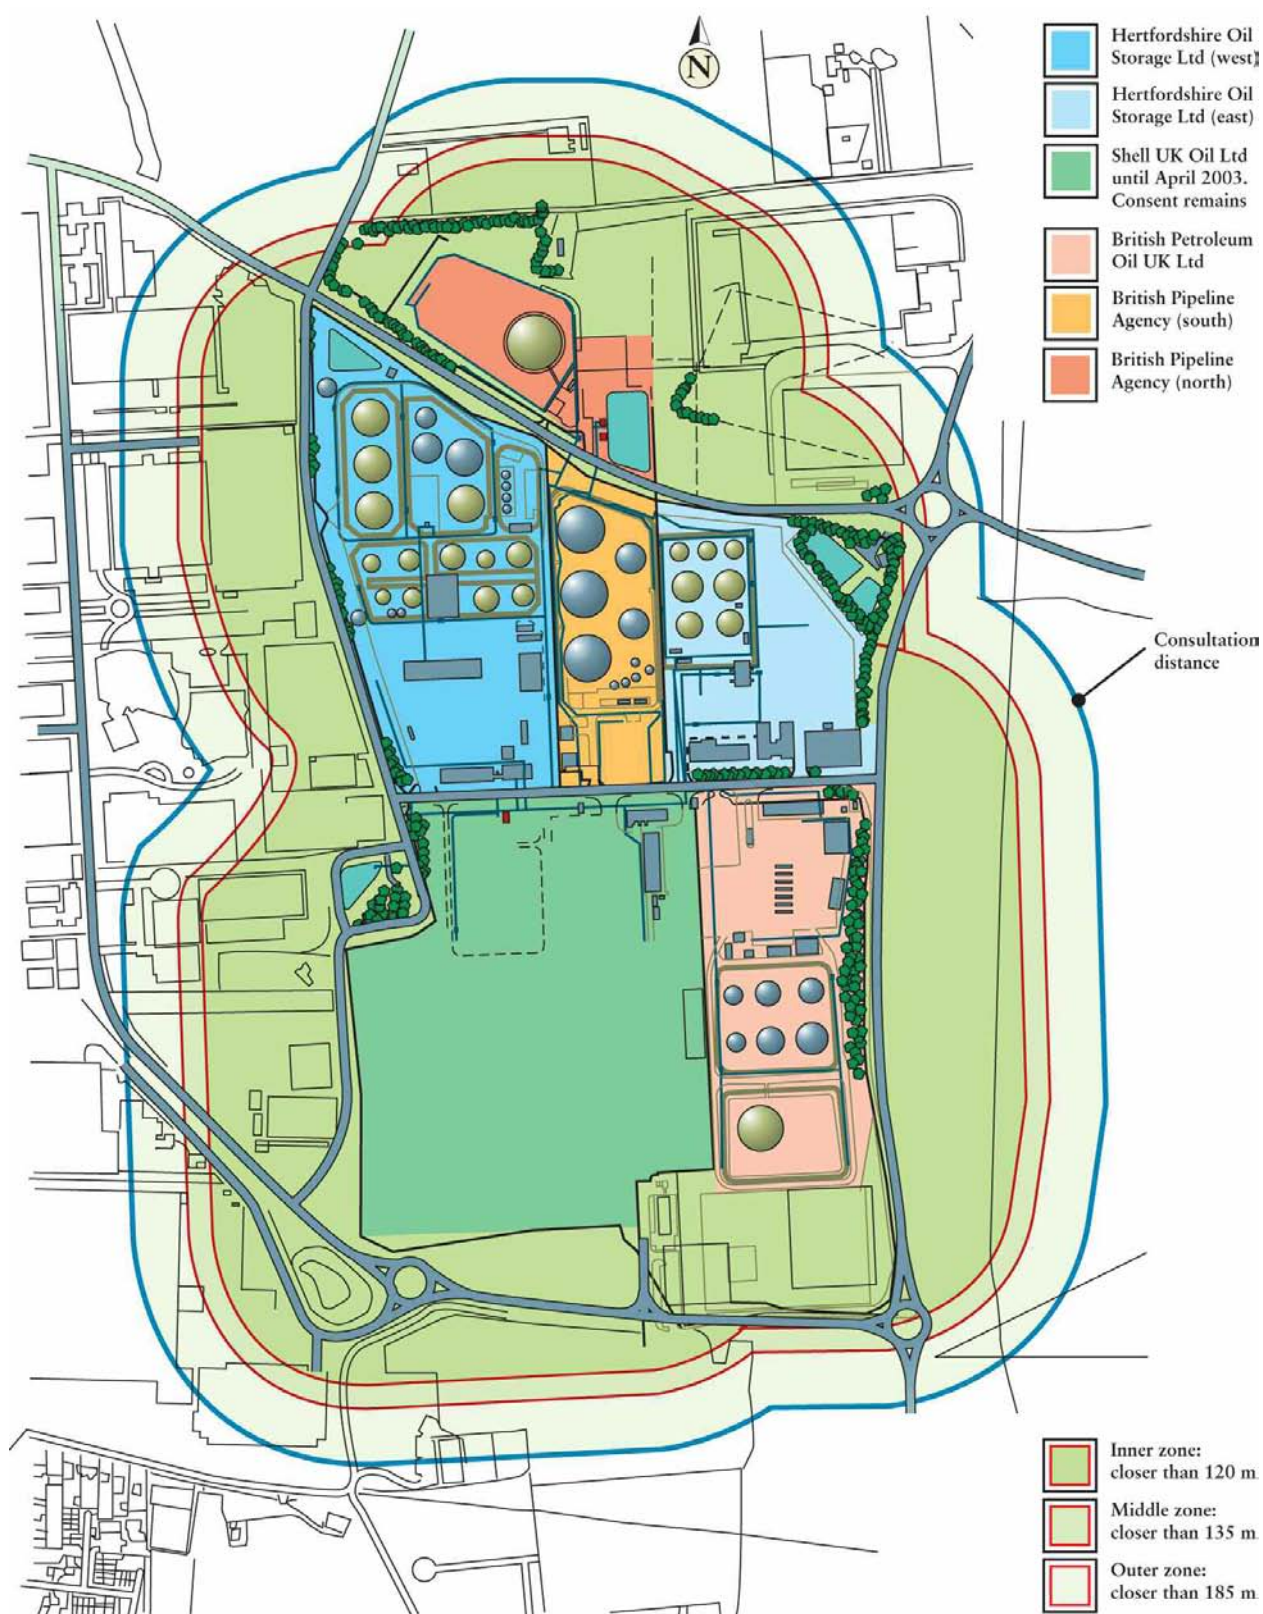 N
Hertfordshire Oil
Storage Ltd (west)
Hertfordshire Oil
Storage Ltd (east)
Shell UK Oil Ltd
until April 2003.
Consent remains
British Petroleum
Oil UK Ltd
British Pipeline
Agency (south)
British Pipeline
Agency (north)
Consultation
distance
Inner zone:
closer than 120 m
Middle zone:
closer than 135 m
Outer zone:
closer than 185 m